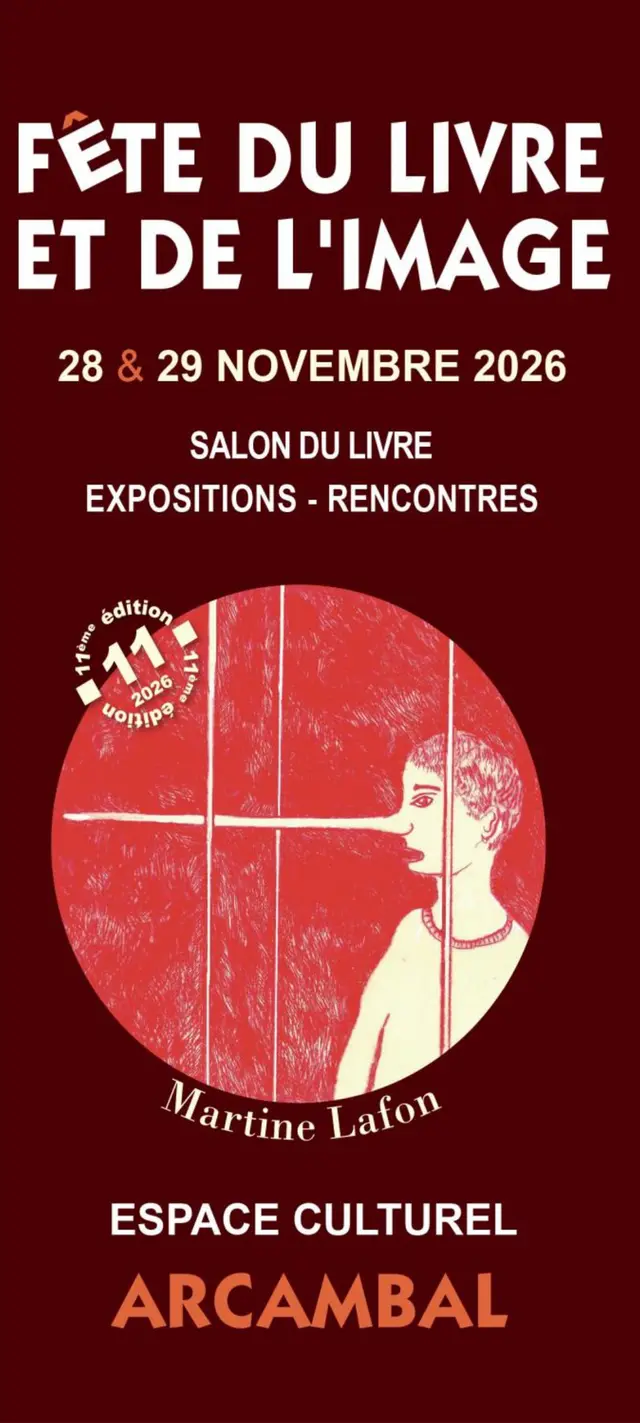 FÊTE DU LIVRE
ET DE L'IMAGE
28 & 29 NOVEMBRE 2026
SALON DU LIVRE
EXPOSITIONS - RENCONTRES
11ème édition
11
2026
11ème édition
Martine Lafon
ESPACE CULTUREL
ARCAMBAL